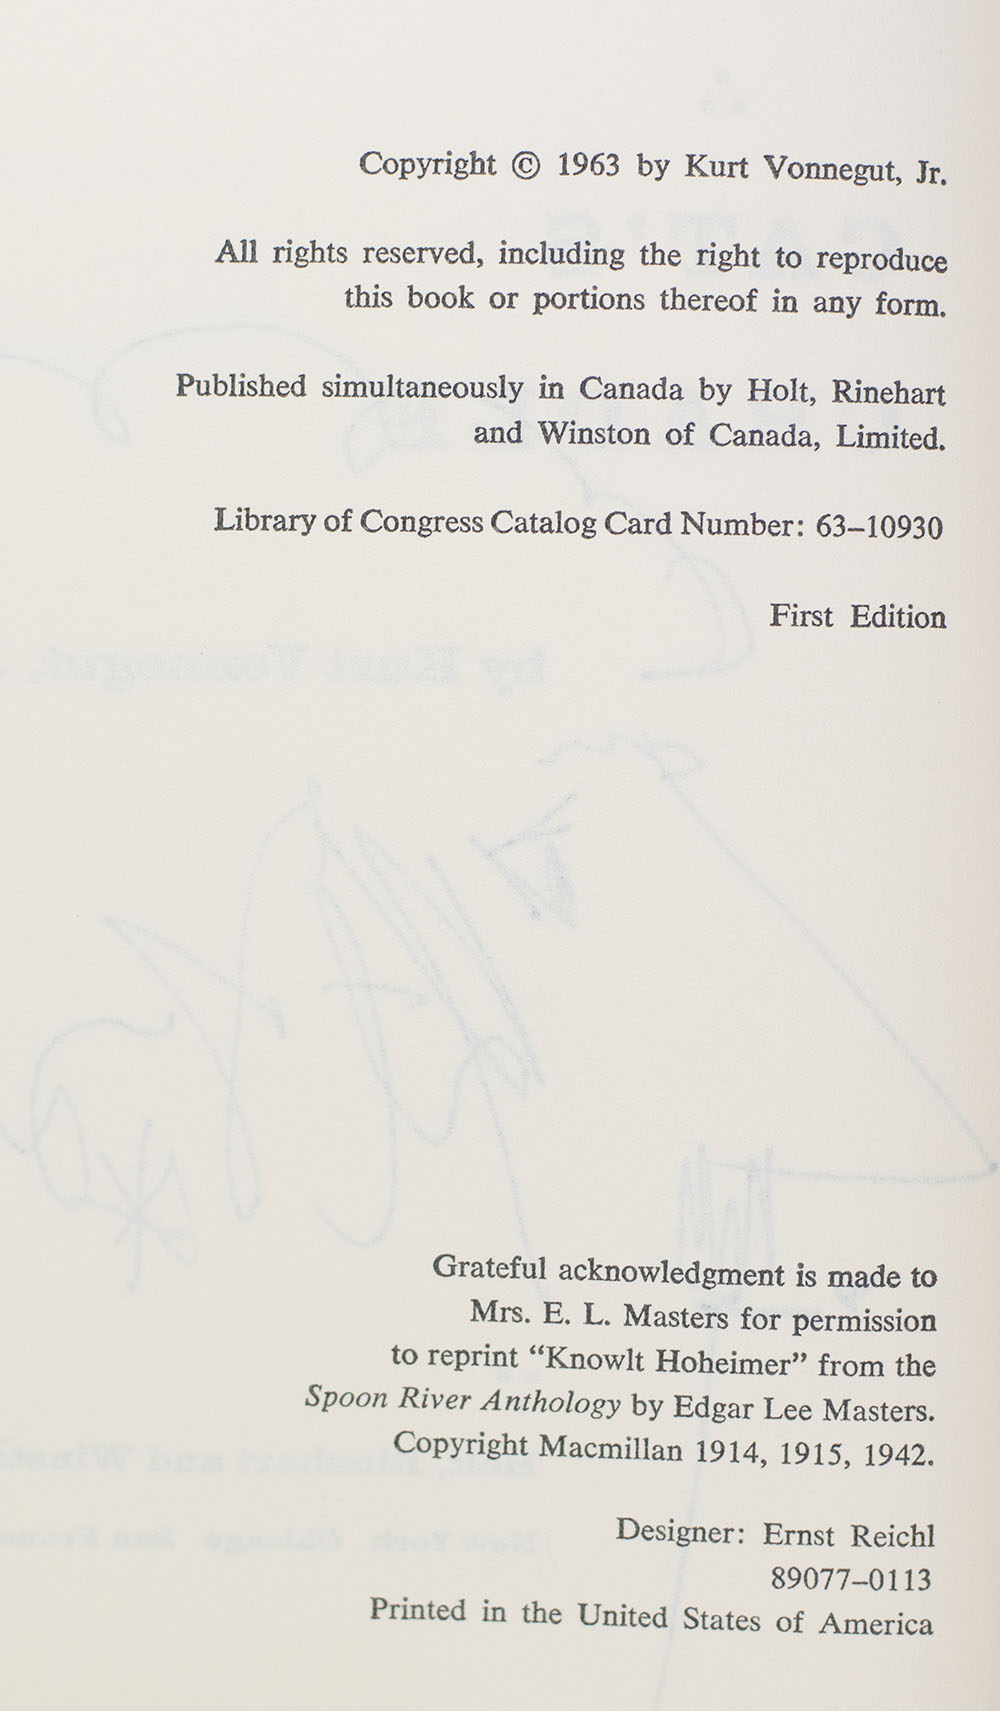 Copyright © 1963 by Kurt Vonnegut, Jr.
All rights reserved, including the right to reproduce
this book or portions thereof in any form.
Published simultaneously in Canada by Holt, Rinehart
and Winston of Canada, Limited.
Library of Congress Catalog Card Number: 63–10930
First Edition
by Kurt Vonnegut,
Grateful acknowledgment is made to
Mrs. E. L. Masters for permission
to reprint “Knowlt Hoheimer” from the
Spoon River Anthology by Edgar Lee Masters.
Copyright Macmillan 1914, 1915, 1942.
Designer: Ernst Reichl
89077–0113
Printed in the United States of America